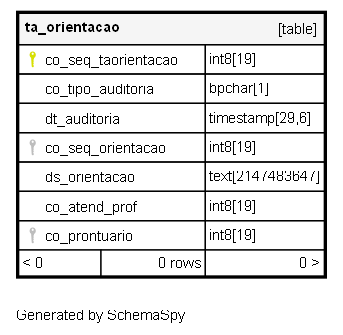 ta_orientacao [table]
co_seq_taorientacao int8[19]
co_tipo_auditoria bpchar[1]
dt_auditoria timestamp[29,6]
co_seq_orientacao int8[19]
ds_orientacao text[2147483647]
co_atend_prof int8[19]
co_prontuario int8[19]
< 0 0 rows 0 >
Generated by SchemaSpy